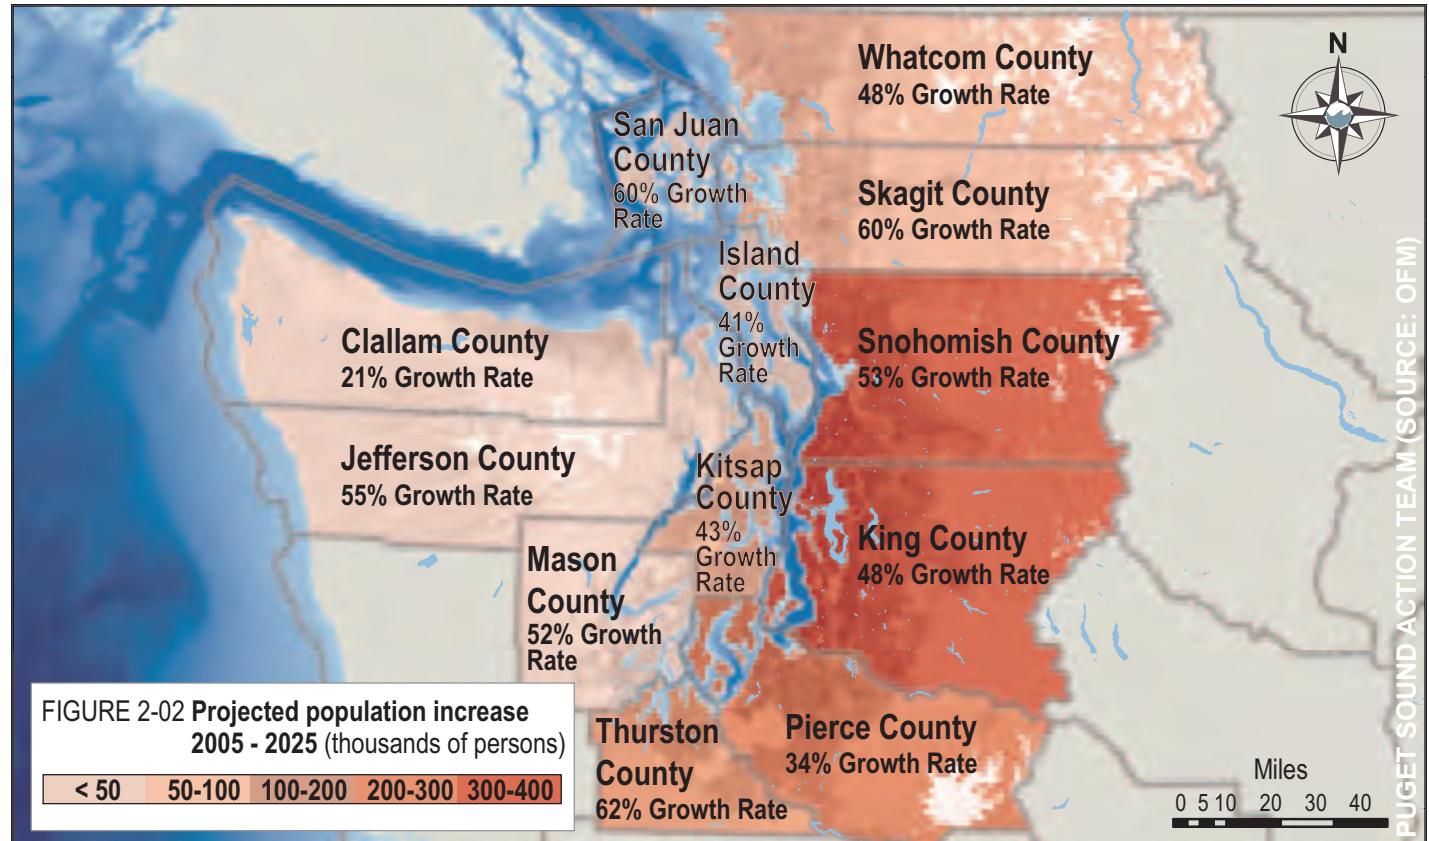 Whatcom County
48% Growth Rate
N
San Juan
County
60% Growth
Rate
Skagit County
60% Growth Rate
Island
County
41%
Growth
Rate
Clallam County
21% Growth Rate
Snohomish County
53% Growth Rate
Jefferson County
55% Growth Rate
Kitsap
County
43%
Growth
Rate
King County
48% Growth Rate
Mason
County
52% Growth
Rate
Thurston
County
62% Growth Rate
Pierce County
34% Growth Rate
FIGURE 2-02 Projected population increase
2005 - 2025 (thousands of persons)
< 50 50-100 100-200 200-300 300-400
Miles
0 5 10 20 30 40
PUGET SOUND ACTION TEAM (SOURCE: OFM)